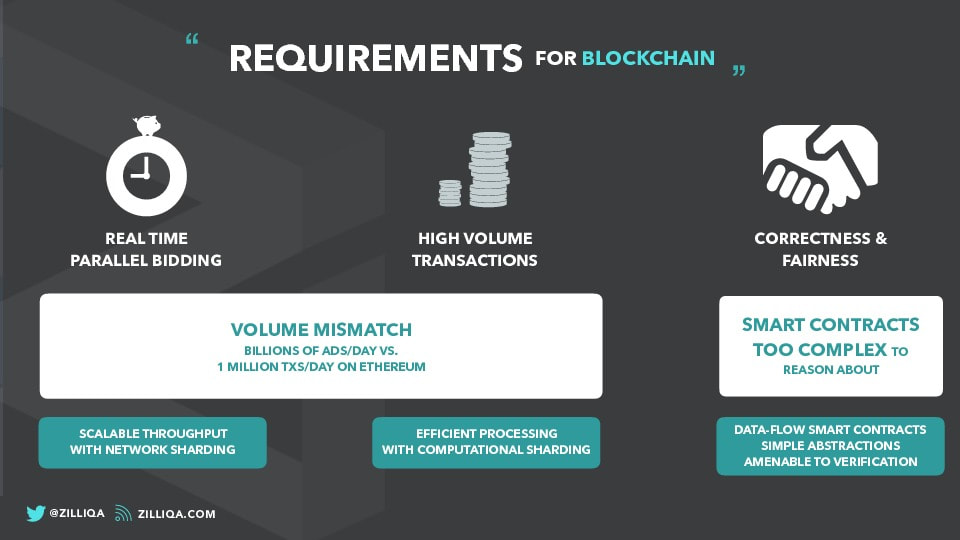 “ REQUIREMENTS FOR BLOCKCHAIN ”
REAL TIME
PARALLEL BIDDING
HIGH VOLUME
TRANSACTIONS
CORRECTNESS &
FAIRNESS
VOLUME MISMATCH
BILLIONS OF ADS/DAY VS.
1 MILLION TXS/DAY ON ETHEREUM
SMART CONTRACTS
TOO COMPLEX TO
REASON ABOUT
SCALABLE THROUGHPUT
WITH NETWORK SHARDING
EFFICIENT PROCESSING
WITH COMPUTATIONAL SHARDING
DATA-FLOW SMART CONTRACTS
SIMPLE ABSTRACTIONS
AMENABLE TO VERIFICATION
@ZILLIQA
ZILLIQA.COM